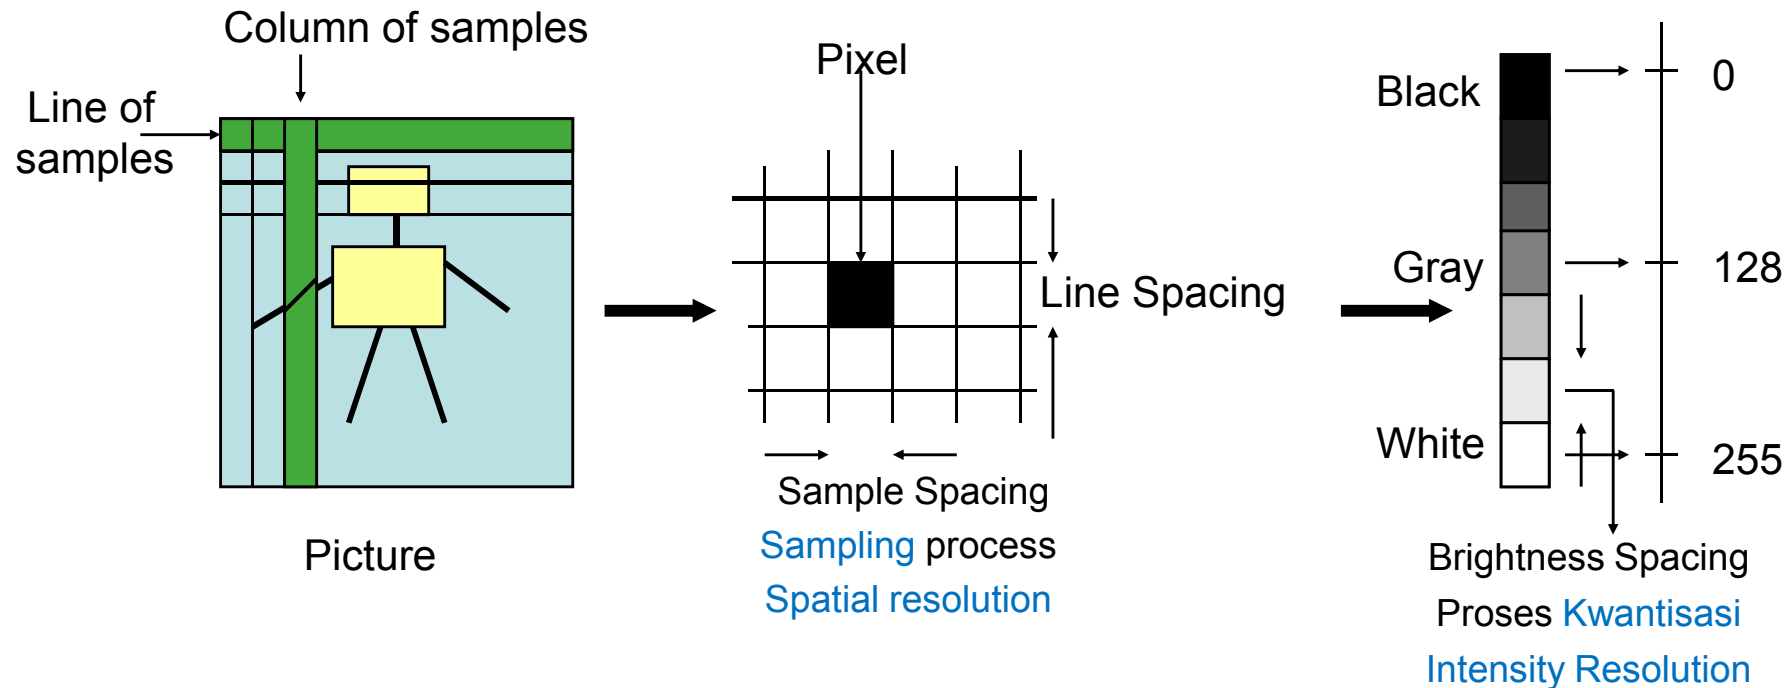 Column of samples
Line of
samples
Picture
Pixel
Line Spacing
Sample Spacing
Sampling process
Spatial resolution
Black
0
Gray
128
White
255
Brightness Spacing
Proses Kwantisasi
Intensity Resolution